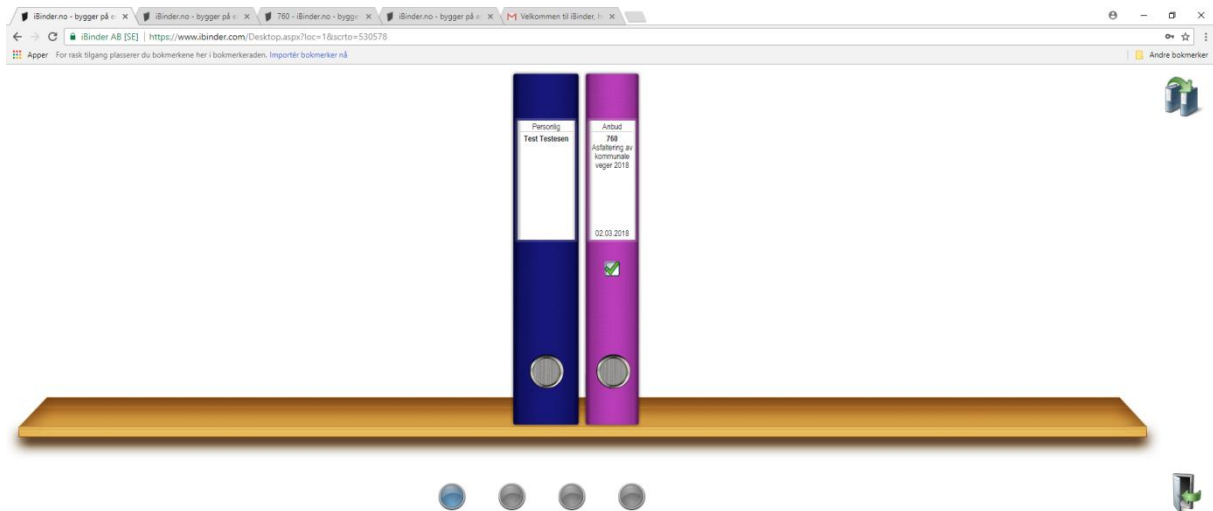 iBinder.no - bygger på e
iBinder.no - bygger på e
760 - iBinder.no - bygge
iBinder.no - bygger på e
Velkommen til iBinder, h
iBinder AB [SE] | https://www.ibinder.com/Desktop.aspx?loc=1&scrto=530578
Apper For rask tilgang plasserer du bokmerkene her i bokmerkeraden. Importér bokmerker nå
Andre bokmerker
Personlig
Test Testesen
Anbud
760
Asfaltering av
kommunale
veger 2018
02.03.2018